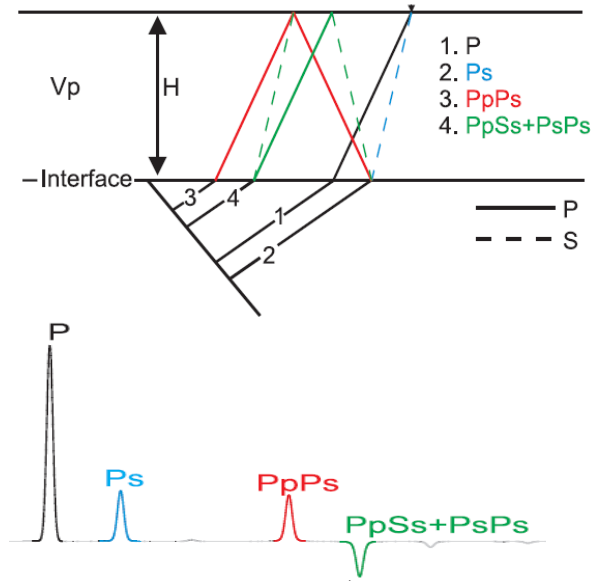 Vp
H
1. P
2. Ps
3. PpPs
4. PpSs+PsPs
–Interface
3
4
1
2
P
S
P
Ps
PpPs
PpSs+PsPs